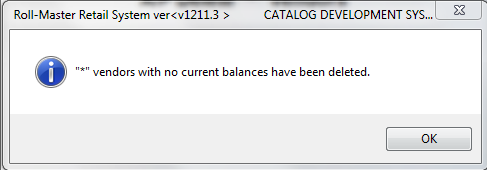 Roll-Master Retail System ver<v1211.3 > CATALOG DEVELOPMENT SYS...
"*" vendors with no current balances have been deleted.
OK